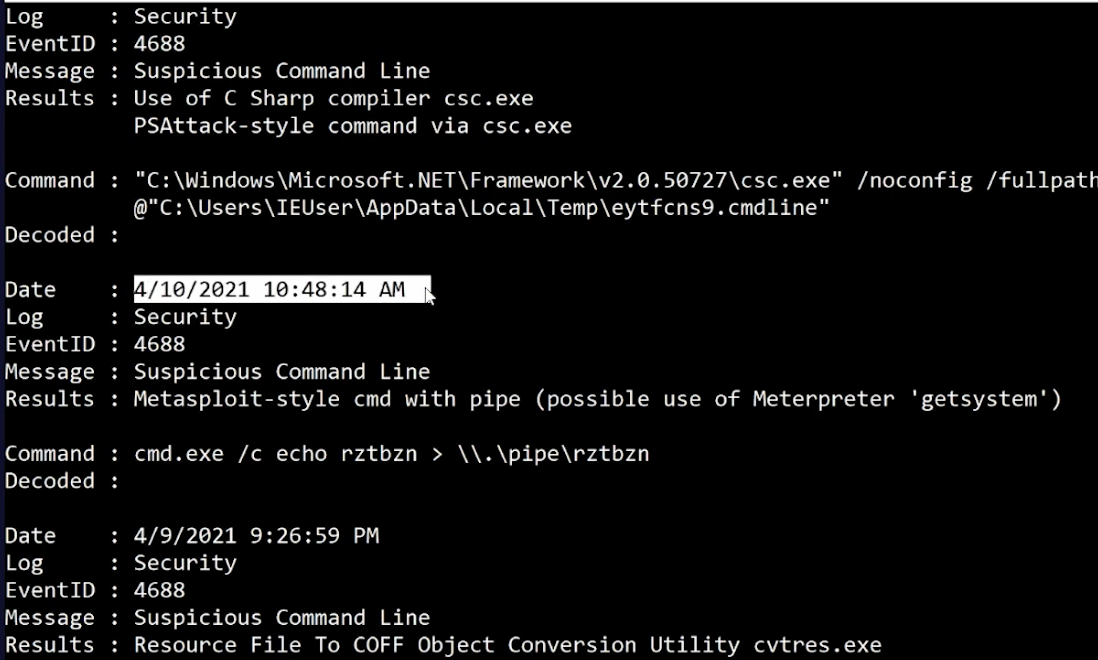 Log     : Security
EventID : 4688
Message : Suspicious Command Line
Results : Use of C Sharp compiler csc.exe
          PSAttack-style command via csc.exe
Command : "C:\Windows\Microsoft.NET\Framework\v2.0.50727\csc.exe" /noconfig /fullpath
          @"C:\Users\IEUser\AppData\Local\Temp\eytfcns9.cmdline"
Decoded :
Date    : 4/10/2021 10:48:14 AM
Log     : Security
EventID : 4688
Message : Suspicious Command Line
Results : Metasploit-style cmd with pipe (possible use of Meterpreter 'getsystem')
Command : cmd.exe /c echo rztbzn > \\.\pipe\rztbzn
Decoded :
Date    : 4/9/2021 9:26:59 PM
Log     : Security
EventID : 4688
Message : Suspicious Command Line
Results : Resource File To COFF Object Conversion Utility cvtres.exe